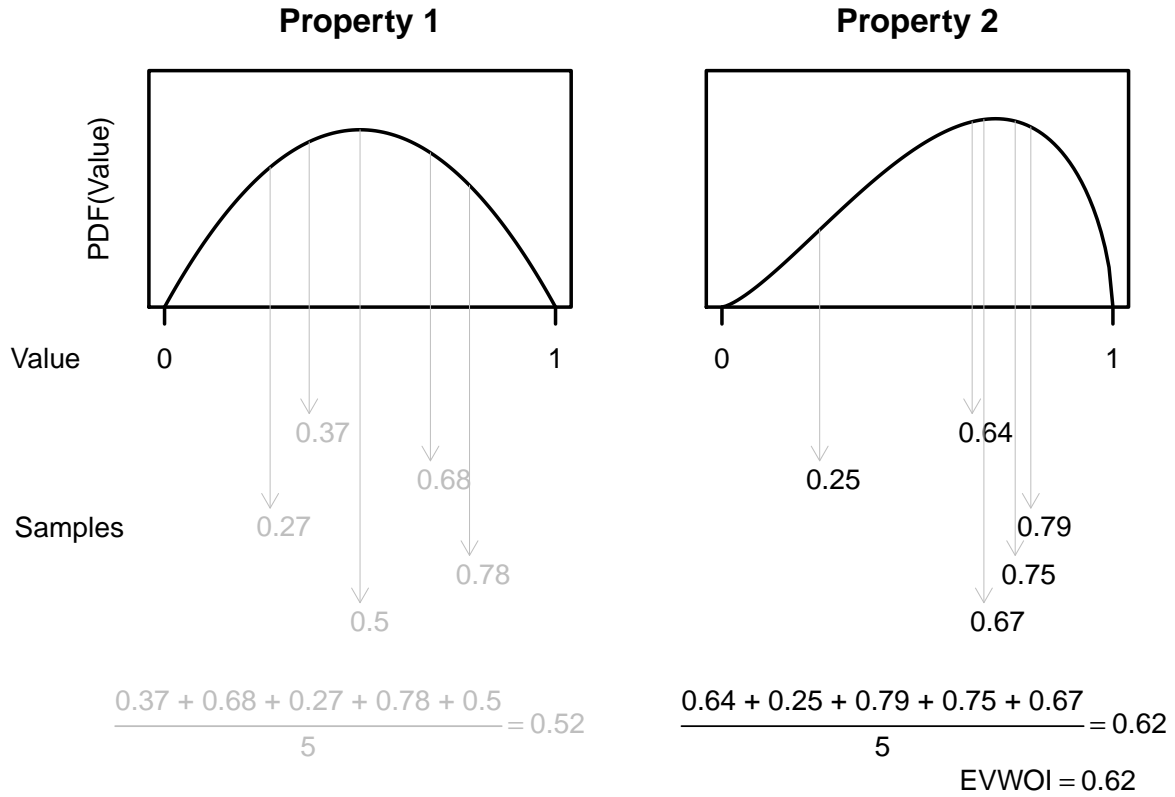 Property 1
Property 2
PDF(Value)
Value
0
1
0
1
Samples
0.37
0.68
0.27
0.78
0.5
0.64
0.25
0.79
0.75
0.67
0.37 + 0.68 + 0.27 + 0.78 + 0.5
5
= 0.52
0.64 + 0.25 + 0.79 + 0.75 + 0.67
5
= 0.62
EVWOI = 0.62